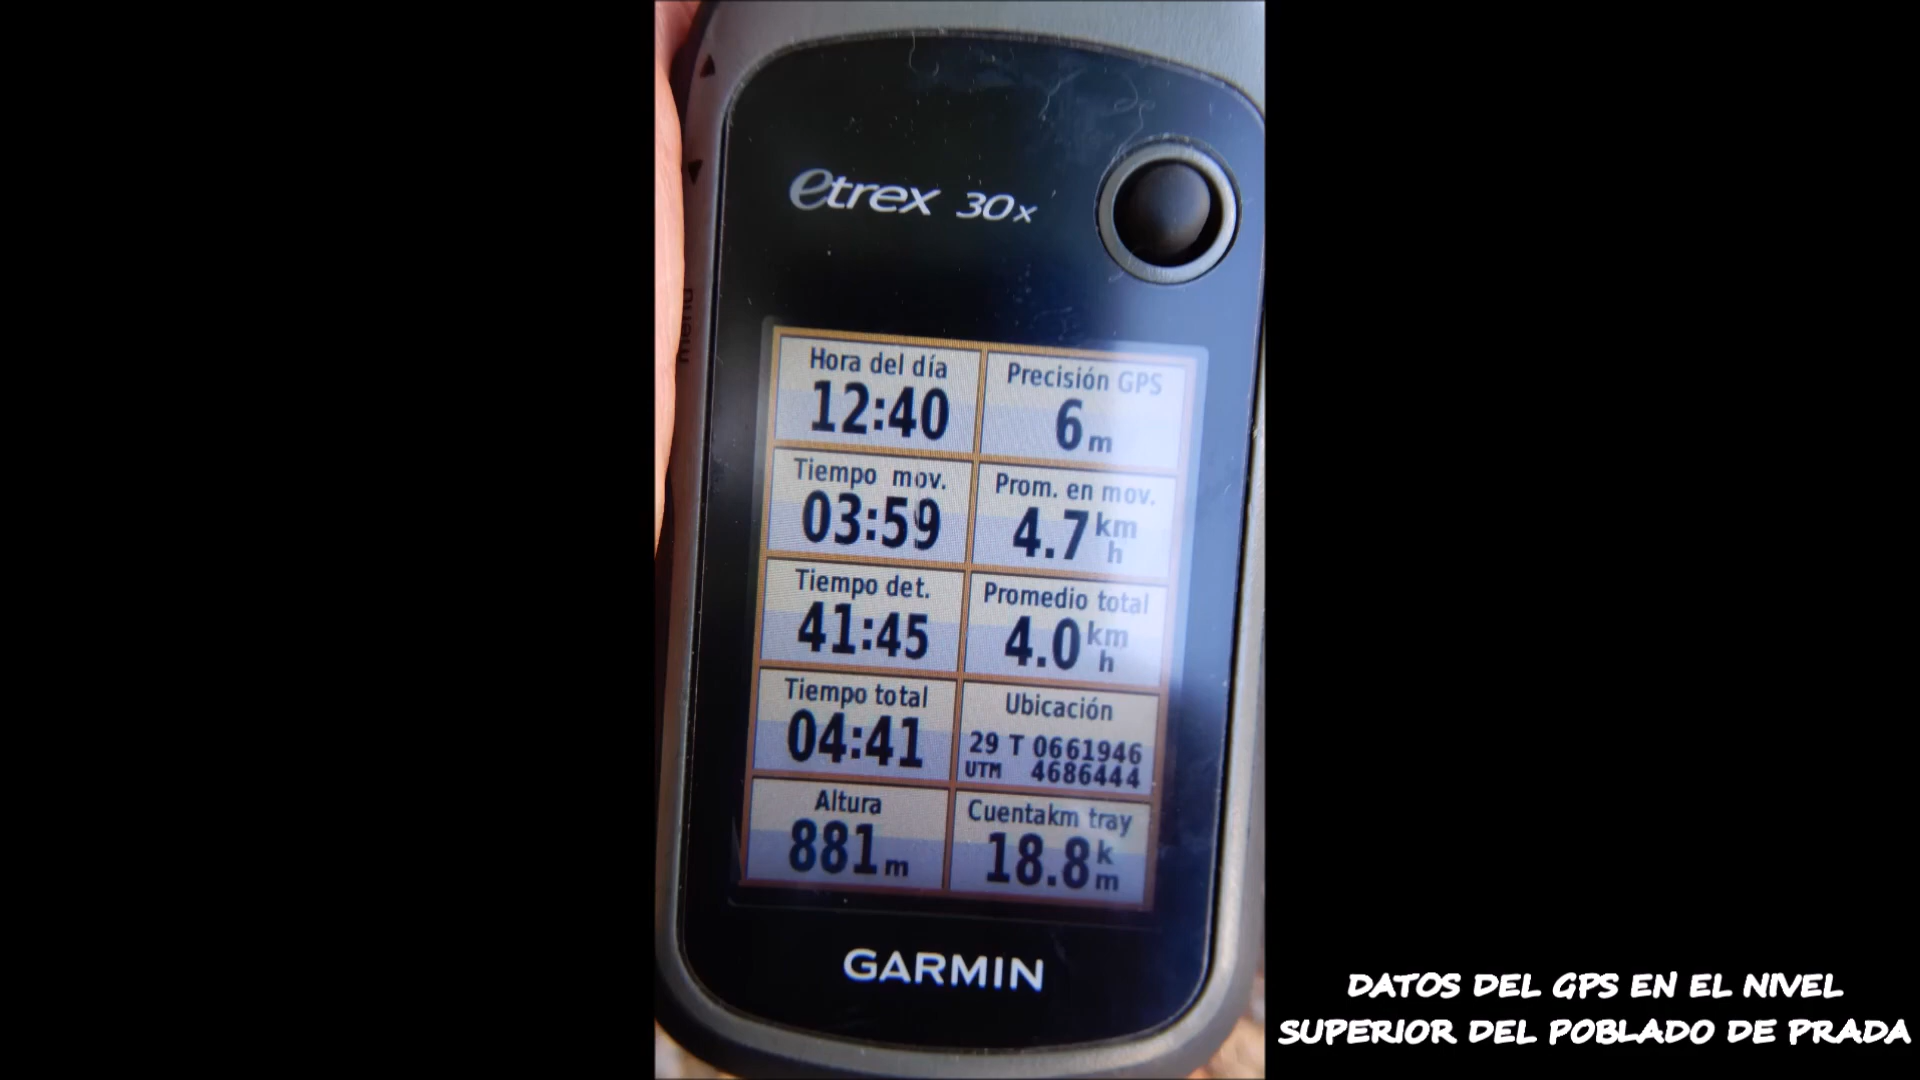 etrex 30x
menu
Hora del día
12:40
Precisión GPS
6 m
Tiempo mov.
03:59
Prom. en mov.
4.7 km h
Tiempo det.
41:45
Promedio total
4.0 km h
Tiempo total
04:41
Ubicación
29 T 0661946
UTM 4686444
Altura
881 m
Cuentakm tray
18.8 km
GARMIN
DATOS DEL GPS EN EL NIVEL
SUPERIOR DEL POBLADO DE PRADA